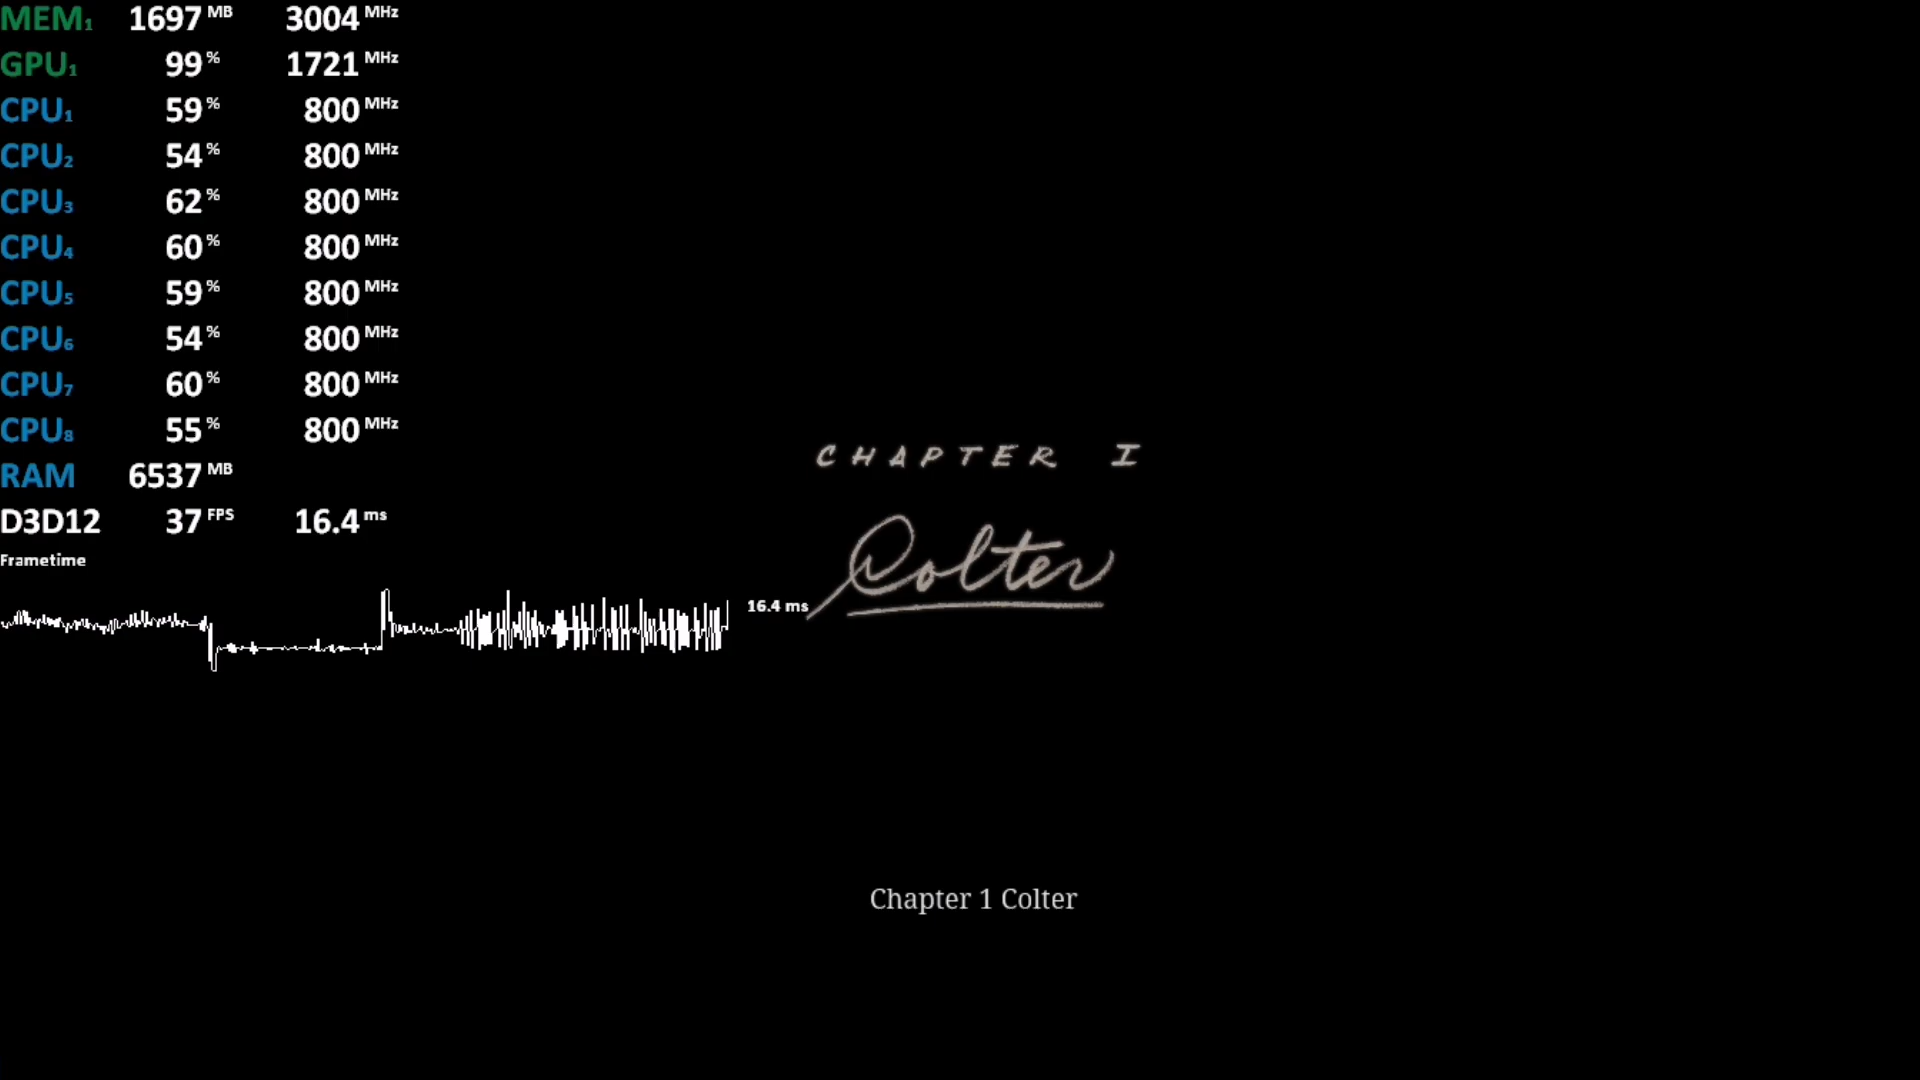 MEM1 1697 MB 3004 MHz
GPU1 99 % 1721 MHz
CPU1 59 % 800 MHz
CPU2 54 % 800 MHz
CPU3 62 % 800 MHz
CPU4 60 % 800 MHz
CPU5 59 % 800 MHz
CPU6 54 % 800 MHz
CPU7 60 % 800 MHz
CPU8 55 % 800 MHz
RAM 6537 MB
D3D12 37 FPS 16.4 ms
Frametime
16.4 ms
CHAPTER I
Colter
Chapter 1 Colter